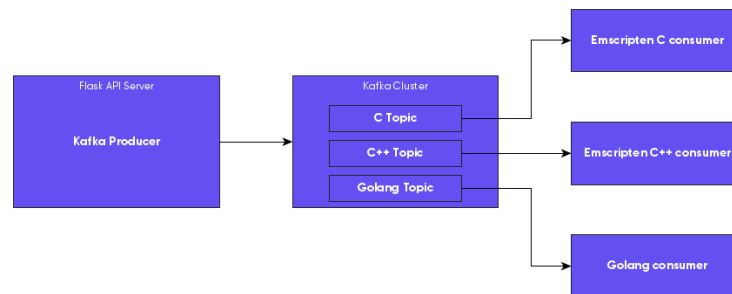 Flask API Server
Kafka Producer
Kafka Cluster
C Topic
C++ Topic
Golang Topic
Emscripten C consumer
Emscripten C++ consumer
Golang consumer